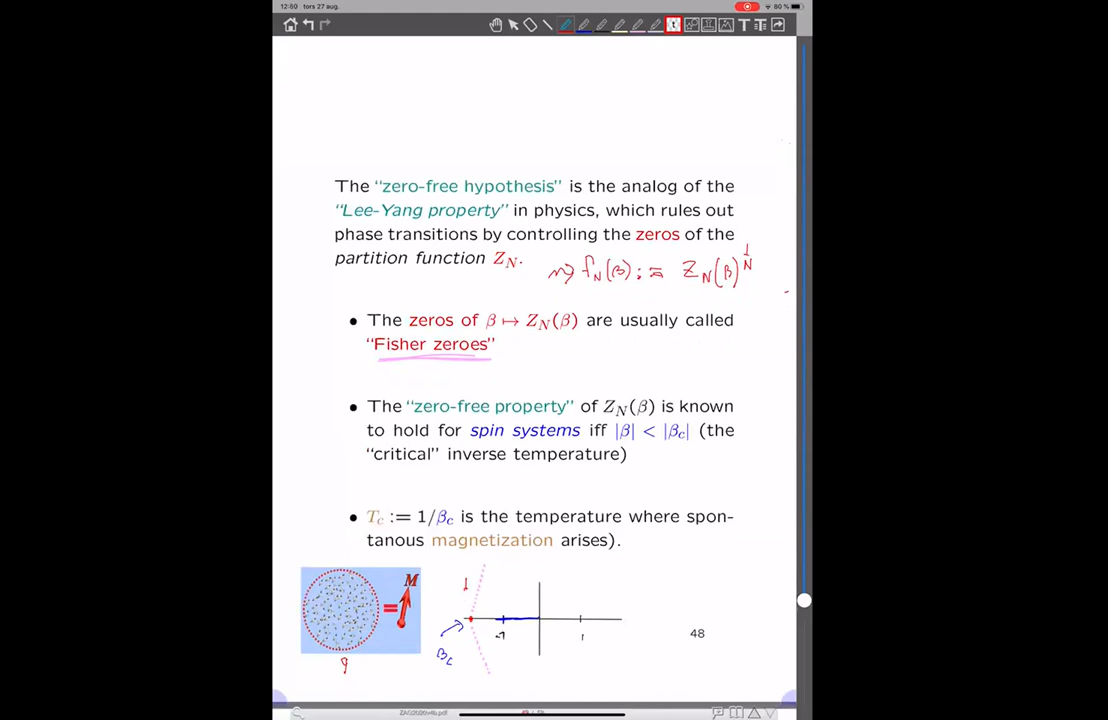 12:50 tors 27 aug.
80 %
The “zero-free hypothesis” is the analog of the
“Lee-Yang property” in physics, which rules out
phase transitions by controlling the zeros of the
partition function Z_N.
f_N(β) := Z_N(β)^{1/N}
• The zeros of β ↦ Z_N(β) are usually called
“Fisher zeroes”
• The “zero-free property” of Z_N(β) is known
to hold for spin systems iff |β| < |β_c| (the
“critical” inverse temperature)
• T_c := 1/β_c is the temperature where spon-
tanous magnetization arises).
M
=
-1
1
β_c
48